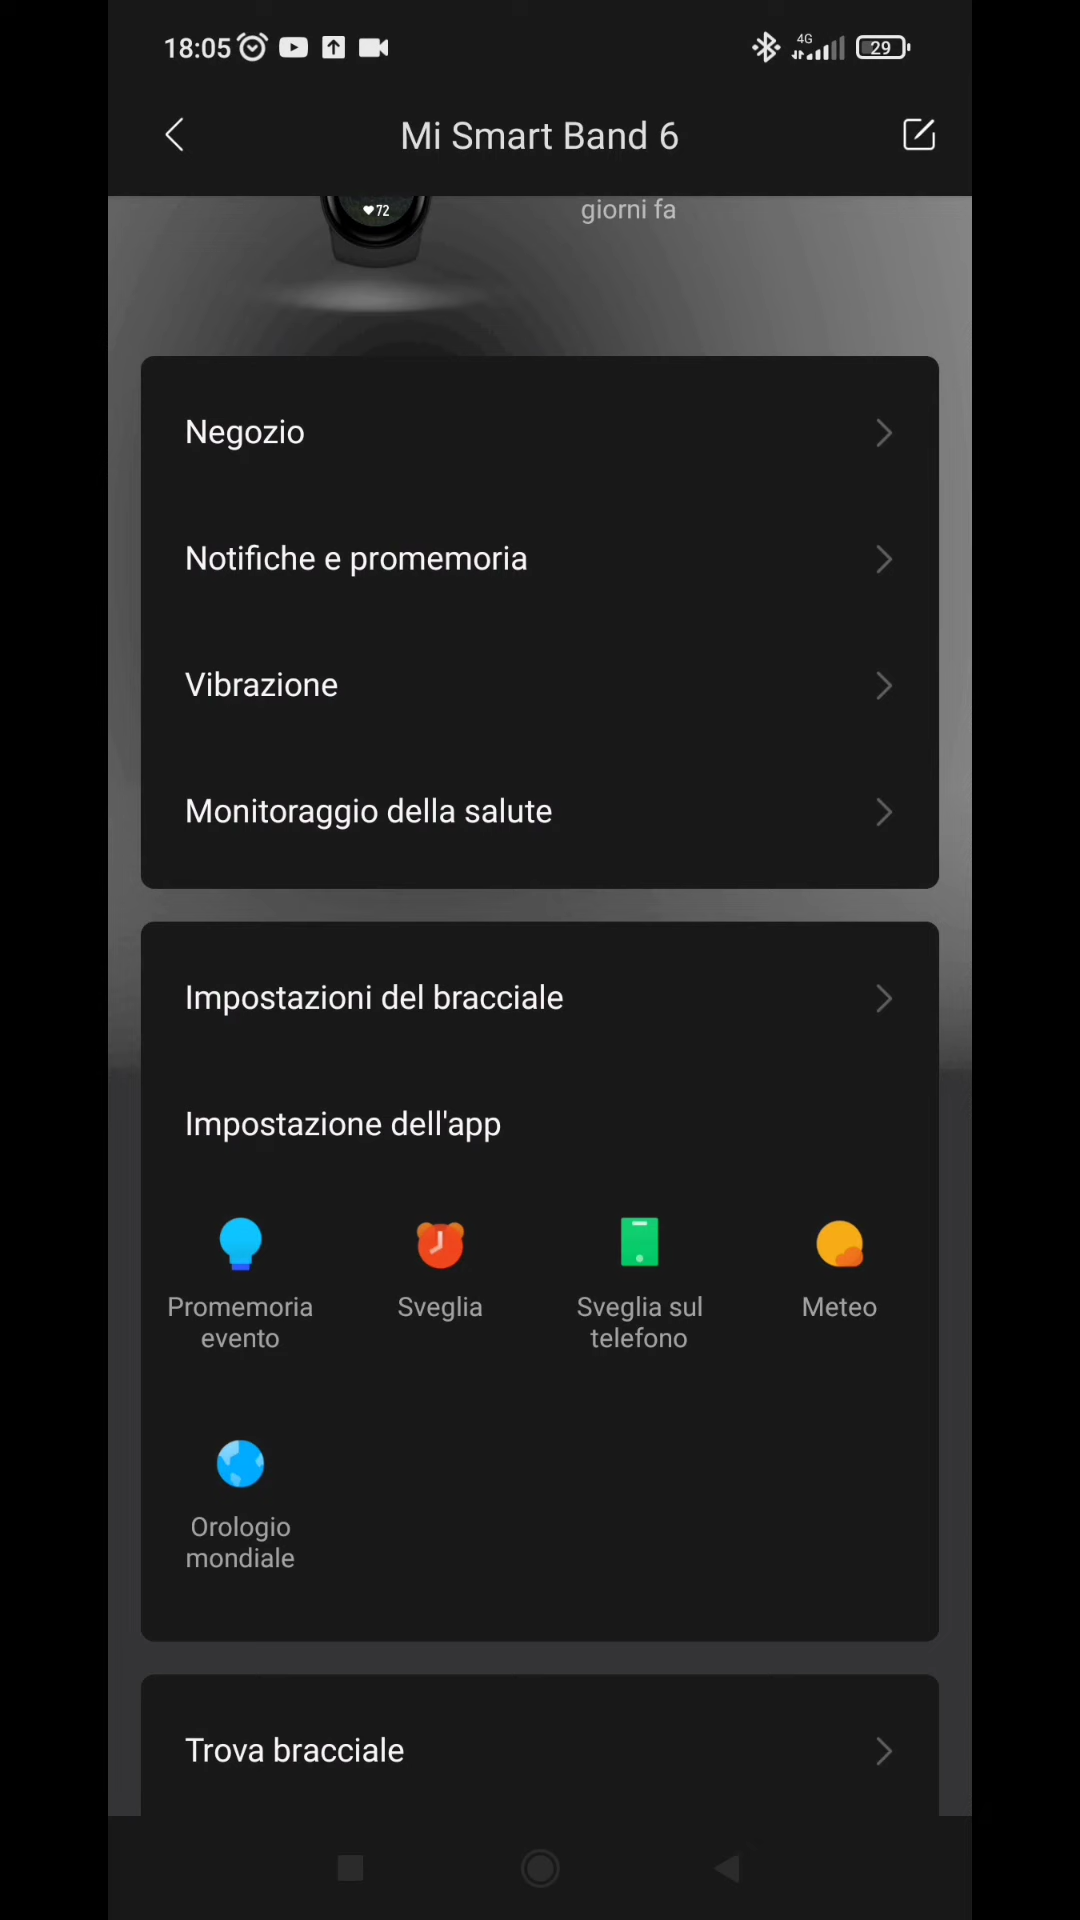 18:05
4G
29
Mi Smart Band 6
72
giorni fa
Negozio
Notifiche e promemoria
Vibrazione
Monitoraggio della salute
Impostazioni del bracciale
Impostazione dell'app
Promemoria
evento
Sveglia
Sveglia sul
telefono
Meteo
Orologio
mondiale
Trova bracciale